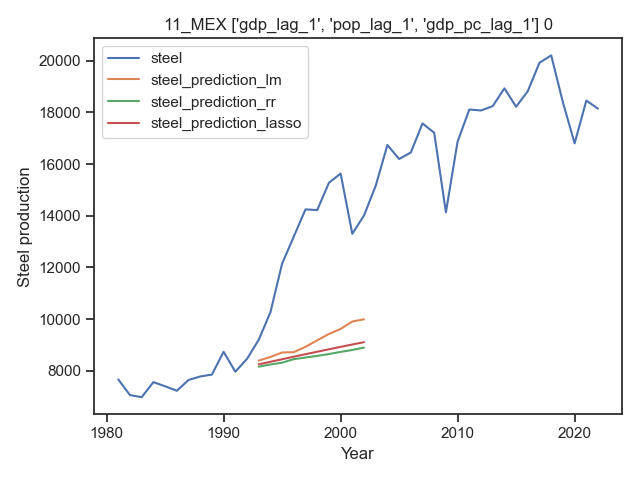 11_MEX ['gdp_lag_1', 'pop_lag_1', 'gdp_pc_lag_1'] 0
steel
steel_prediction_lm
steel_prediction_rr
steel_prediction_lasso
Steel production
20000
18000
16000
14000
12000
10000
8000
1980
1990
2000
2010
2020
Year